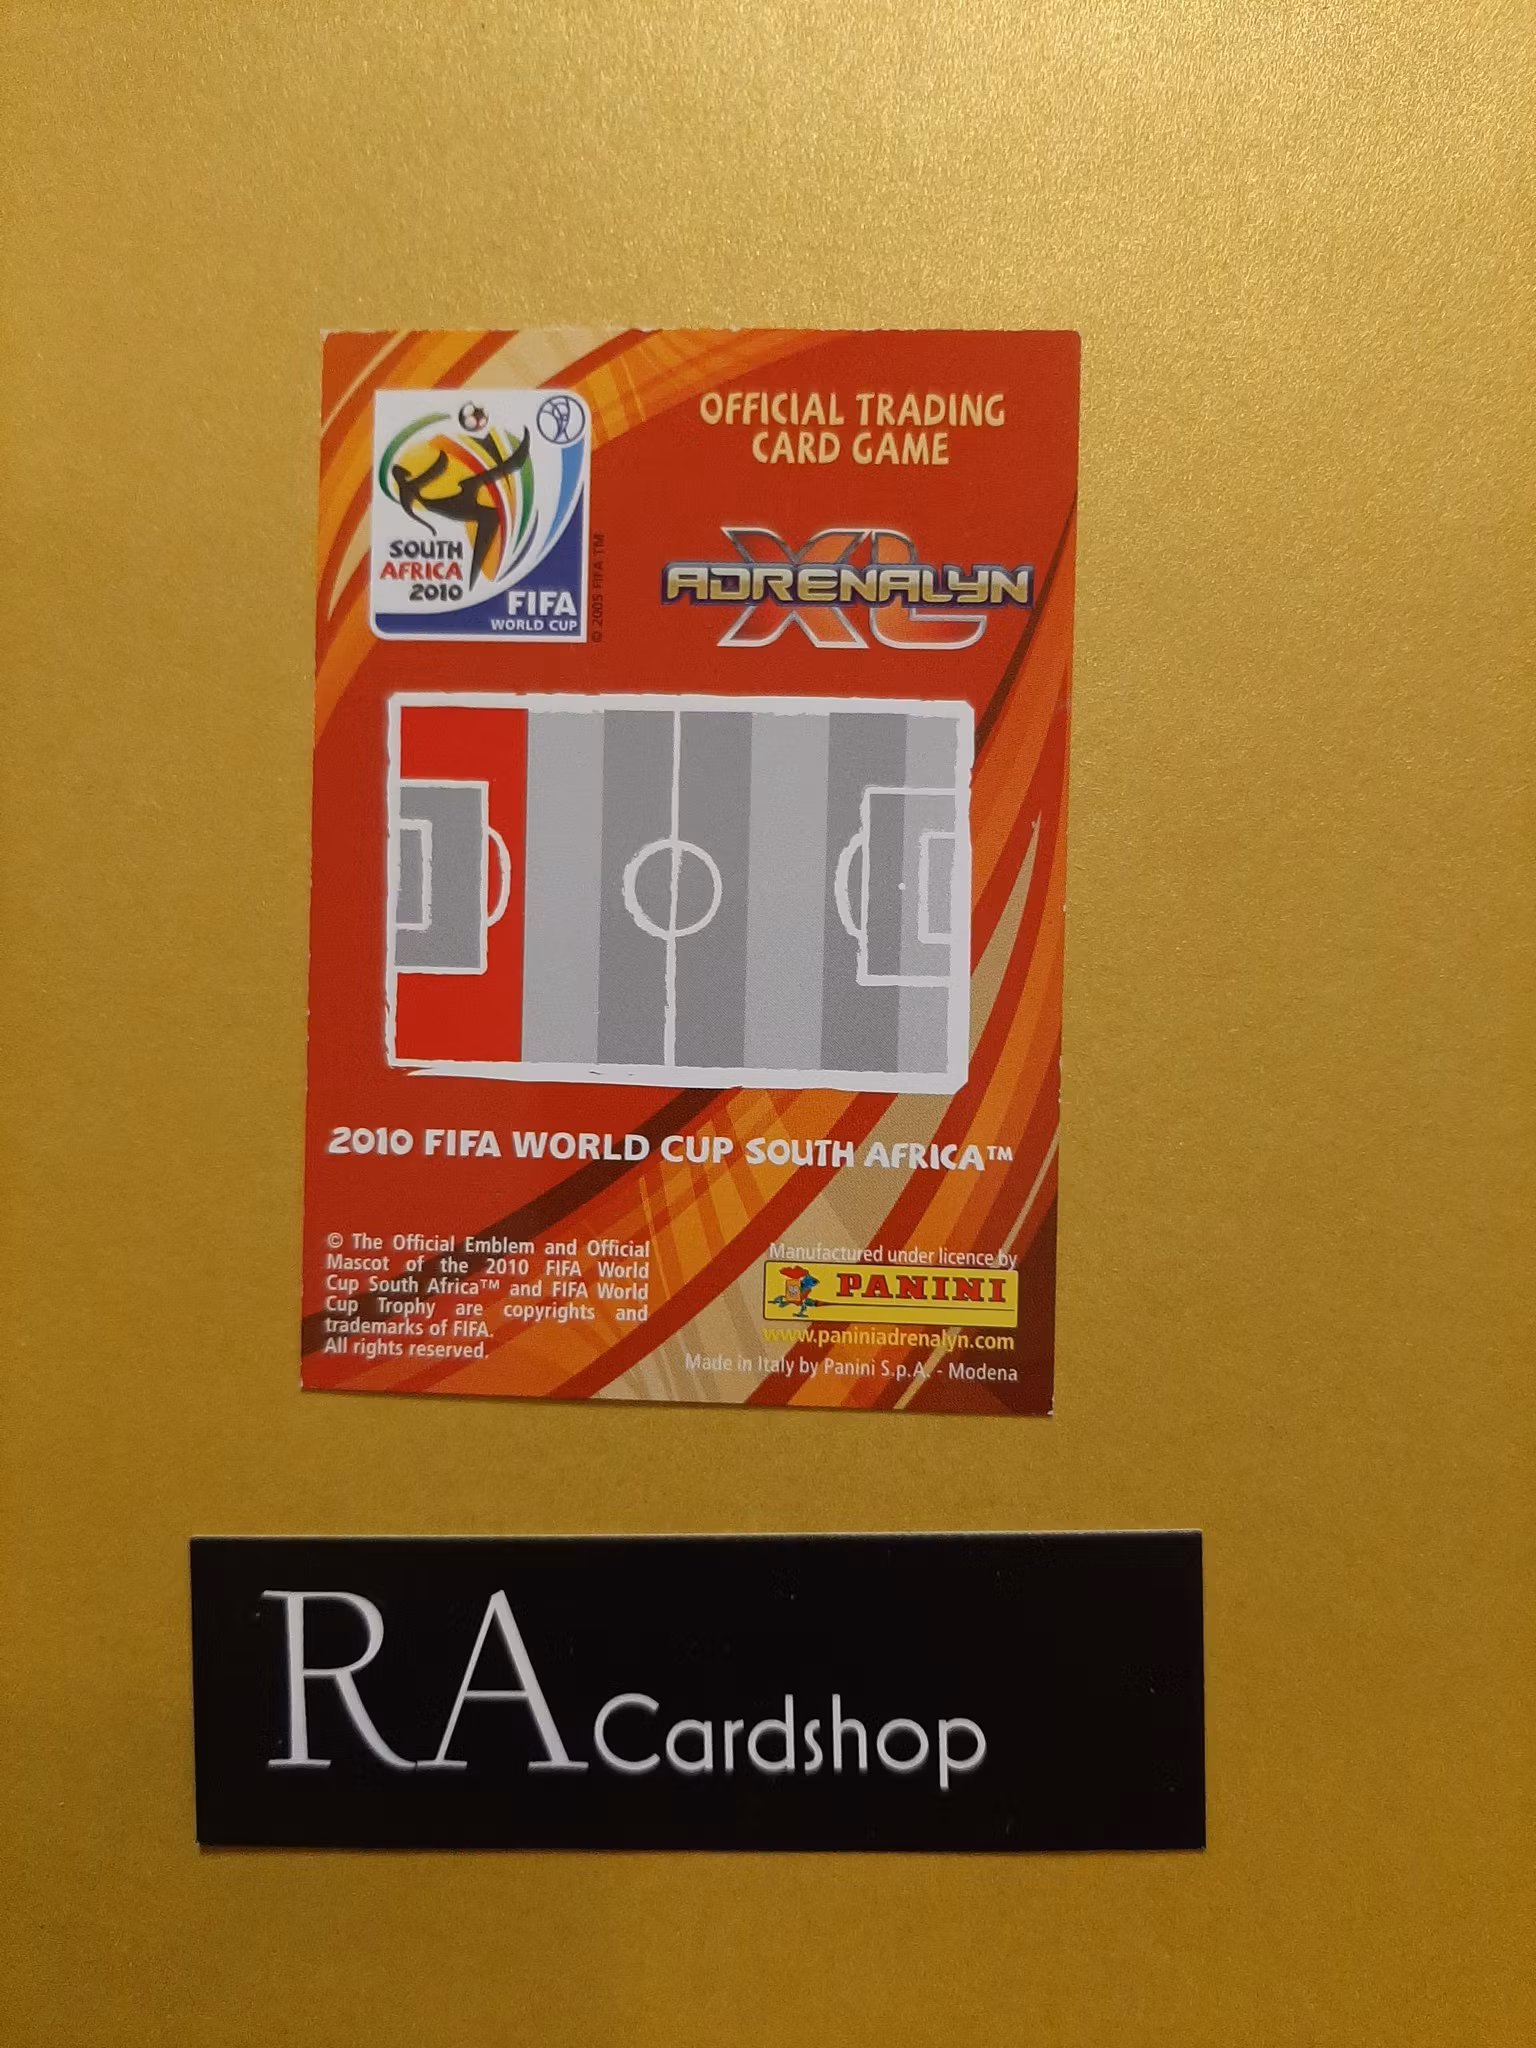 OFFICIAL TRADING
CARD GAME
SOUTH
AFRICA
2010
FIFA
WORLD CUP
© 2005 FIFA TM
ADRENALYN
XL
2010 FIFA WORLD CUP SOUTH AFRICA™
© The Official Emblem and Official
Mascot of the 2010 FIFA World
Cup South Africa™ and FIFA World
Cup Trophy are copyrights and
trademarks of FIFA.
All rights reserved.
Manufactured under licence by
PANINI
www.paniniadrenalyn.com
Made in Italy by Panini S.p.A. - Modena
RA Cardshop